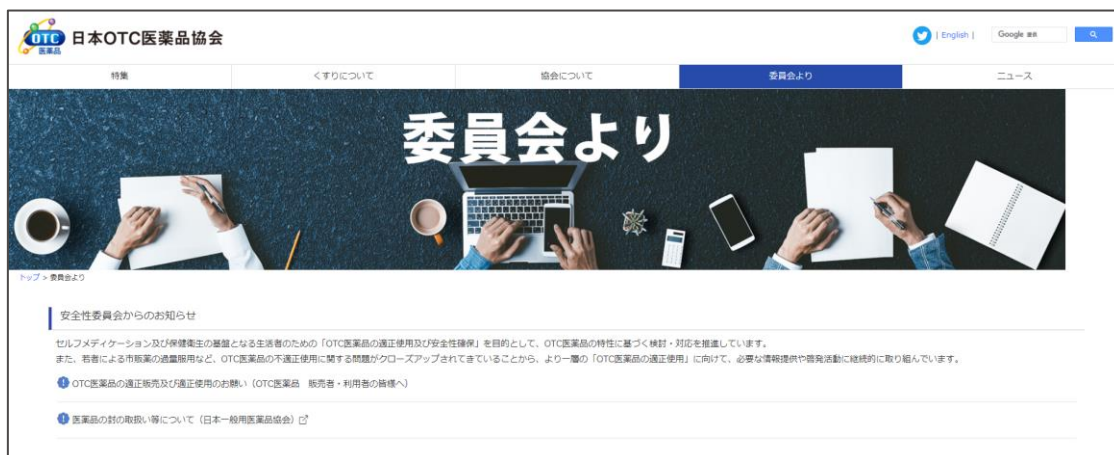 OTC
医薬品
日本OTC医薬品協会
| English |
Google 提供
特集
くすりについて
協会について
委員会より
ニュース
委員会より
トップ > 委員会より
安全性委員会からのお知らせ
セルフメディケーション及び保健衛生の基盤となる生活者のための「OTC医薬品の適正使用及び安全性確保」を目的として、OTC医薬品の特性に基づく検討・対応を推進しています。
また、若者による市販薬の過量服用など、OTC医薬品の不適正使用に関する問題がクローズアップされてきていることから、より一層の「OTC医薬品の適正使用」に向けて、必要な情報提供や啓発活動に継続的に取り組んでいます。
OTC医薬品の適正販売及び適正使用のお願い（OTC医薬品　販売者・利用者の皆様へ）
医薬品の封の取扱い等について（日本一般用医薬品協会）